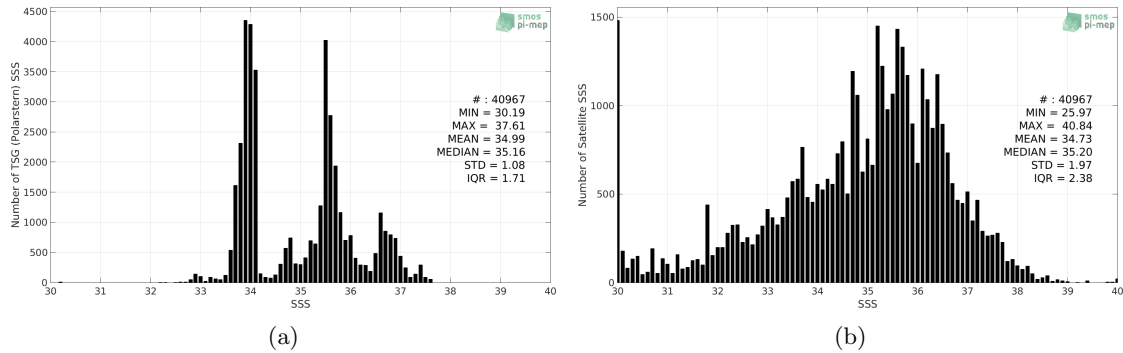 Number of TSG (Polarstern) SSS
4500
4000
3500
3000
2500
2000
1500
1000
500
0
30 31 32 33 34 35 36 37 38 39 40
SSS
smos
pi-mep
# : 40967
MIN = 30.19
MAX = 37.61
MEAN = 34.99
MEDIAN = 35.16
STD = 1.08
IQR = 1.71
(a)
Number of Satellite SSS
1500
1000
500
0
30 31 32 33 34 35 36 37 38 39 40
SSS
smos
pi-mep
# : 40967
MIN = 25.97
MAX = 40.84
MEAN = 34.73
MEDIAN = 35.20
STD = 1.97
IQR = 2.38
(b)